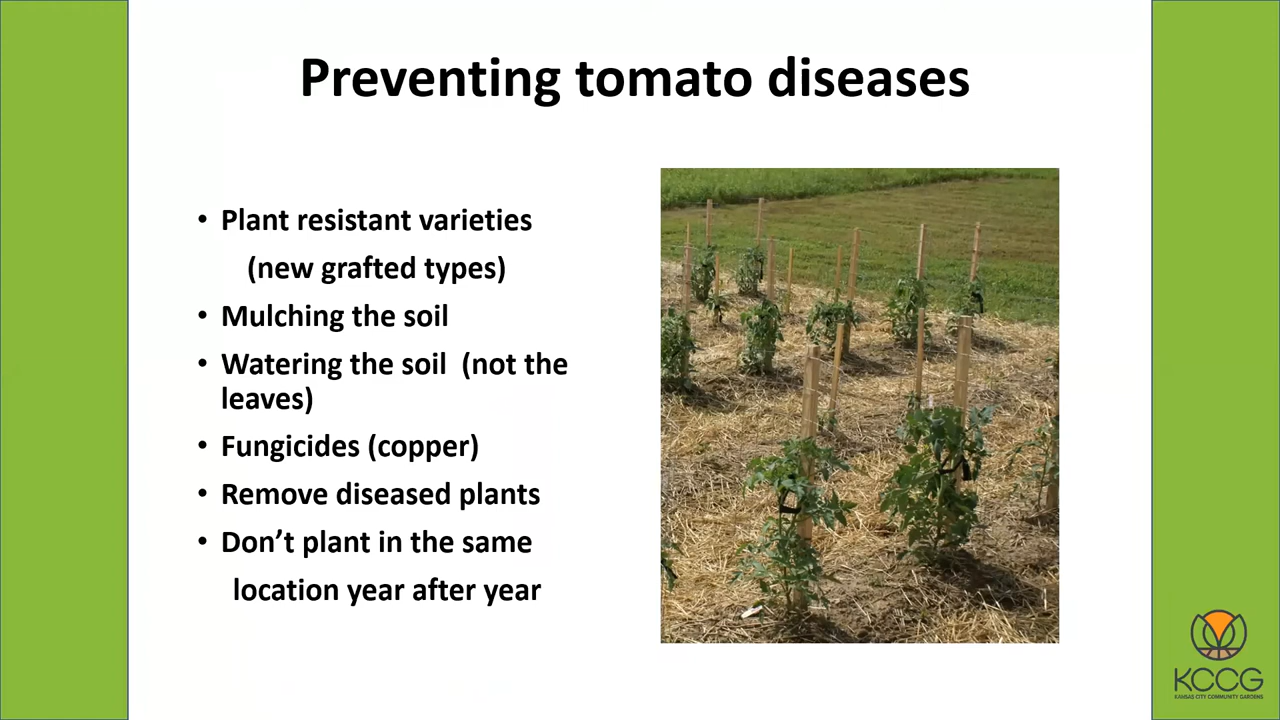 Preventing tomato diseases
• Plant resistant varieties
(new grafted types)
• Mulching the soil
• Watering the soil (not the
leaves)
• Fungicides (copper)
• Remove diseased plants
• Don’t plant in the same
location year after year
KCCG
KANSAS CITY COMMUNITY GARDENS